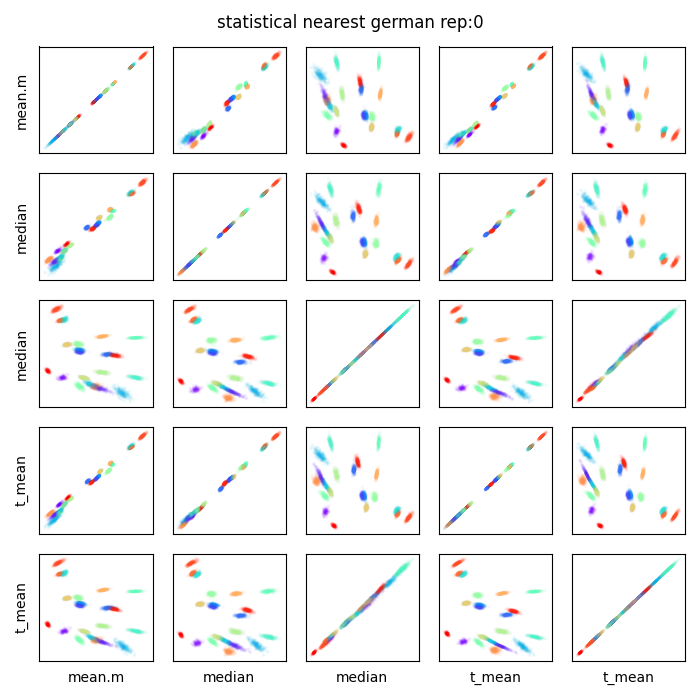 statistical nearest german rep:0
mean.m
median
median
t_mean
t_mean
mean.m median median t_mean t_mean